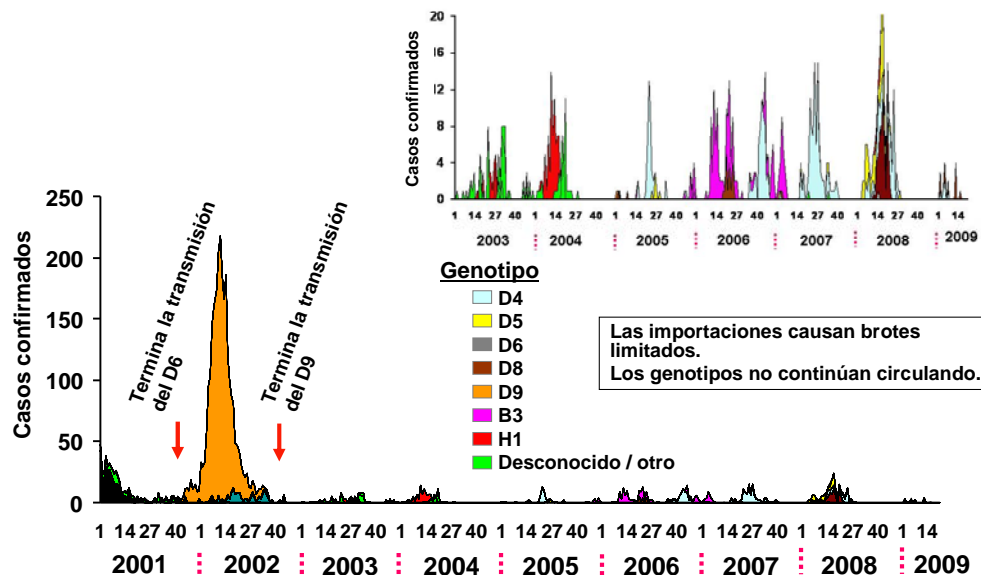 20
16
12
8
4
0
Casos confirmados
1 14 27 40 1 14 27 40 1 14 27 40 1 14 27 40 1 14 27 40 1 14 27 40 1 14
2003 2004 2005 2006 2007 2008 2009
250
200
150
100
50
0
Casos confirmados
Termina la transmisión
del D6
Termina la transmisión
del D9
Genotipo
D4
D5
D6
D8
D9
B3
H1
Desconocido / otro
Las importaciones causan brotes
limitados.
Los genotipos no continúan circulando.
1 14 27 40 1 14 27 40 1 14 27 40 1 14 27 40 1 14 27 40 1 14 27 40 1 14 27 40 1 14 27 40 1 14
2001 2002 2003 2004 2005 2006 2007 2008 2009